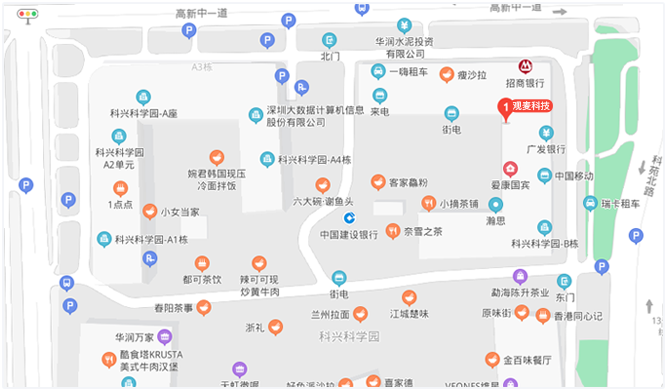 高新中一道
高新中一道
P
P
P
P
P
北门
华润水泥投资
有限公司
A3栋
一嗨租车
瘦沙拉
招商银行
来电
1 观麦科技
科兴科学园-A座
深圳大数据计算机信息
股份有限公司
街电
科兴科学园
A2单元
广发银行
婉君韩国现压
冷面拌饭
科兴科学园-A4栋
爱康国宾
中国移动
科苑北路
P
P
1点点
六大碗·谢鱼头
客家鱻粉
小女当家
小摘茶铺
瀚思
瑞卡租车
中国建设银行
奈雪之茶
科兴科学园-B栋
P
科兴科学园-A1栋
都可茶饮
辣可可现
炒黄牛肉
街电
P
勐海陈升茶业
东门
P
春阳茶事
江城楚味
兰州拉面
原味街
香港同心记
浙礼
华润万家
科兴科学园
酷食塔KRUSTA
美式牛肉汉堡
金百味餐厅
喜家德